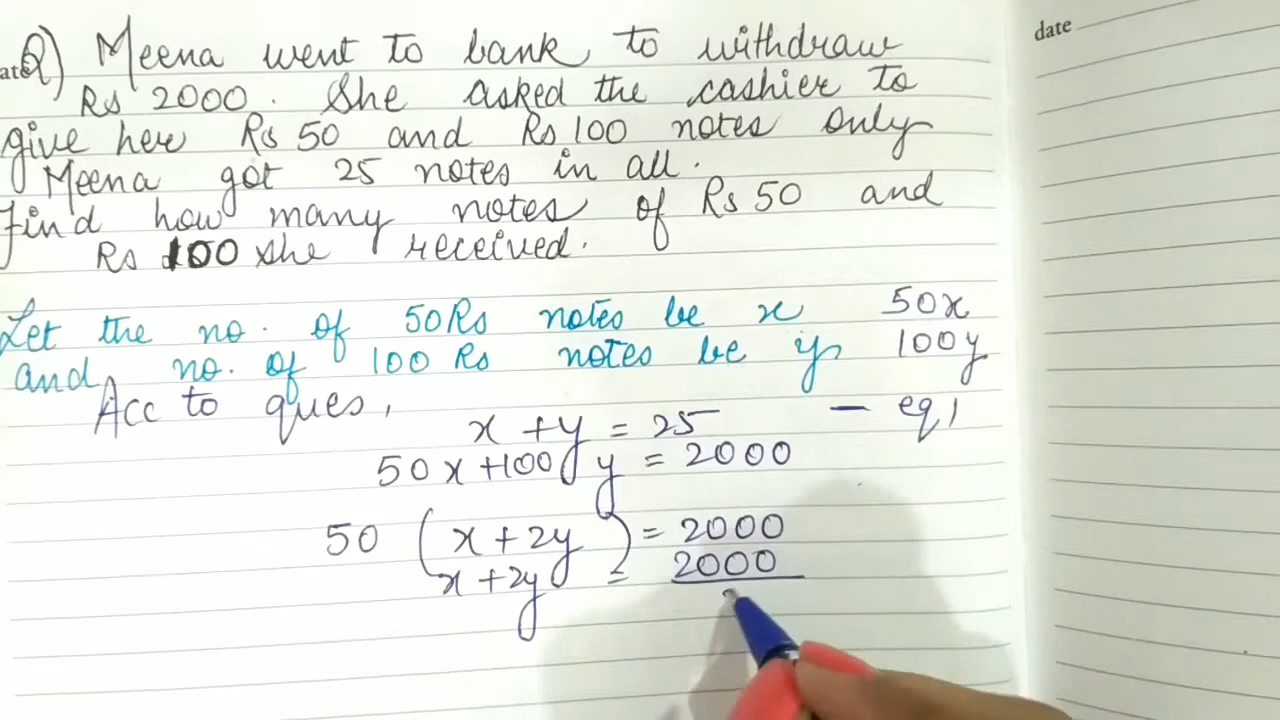 date
ate
Q) Meena went to bank to withdraw
Rs 2000. She asked the cashier to
give her Rs 50 and Rs 100 notes only
Meena got 25 notes in all.
Find how many notes of Rs 50 and
Rs 100 she received.
Let the no. of 50Rs notes be x 50x
and no. of 100 Rs notes be y 100y
Acc to ques,
x + y = 25 — eq 1
50x + 100y = 2000
50 (x + 2y) = 2000
x + 2y = 2000